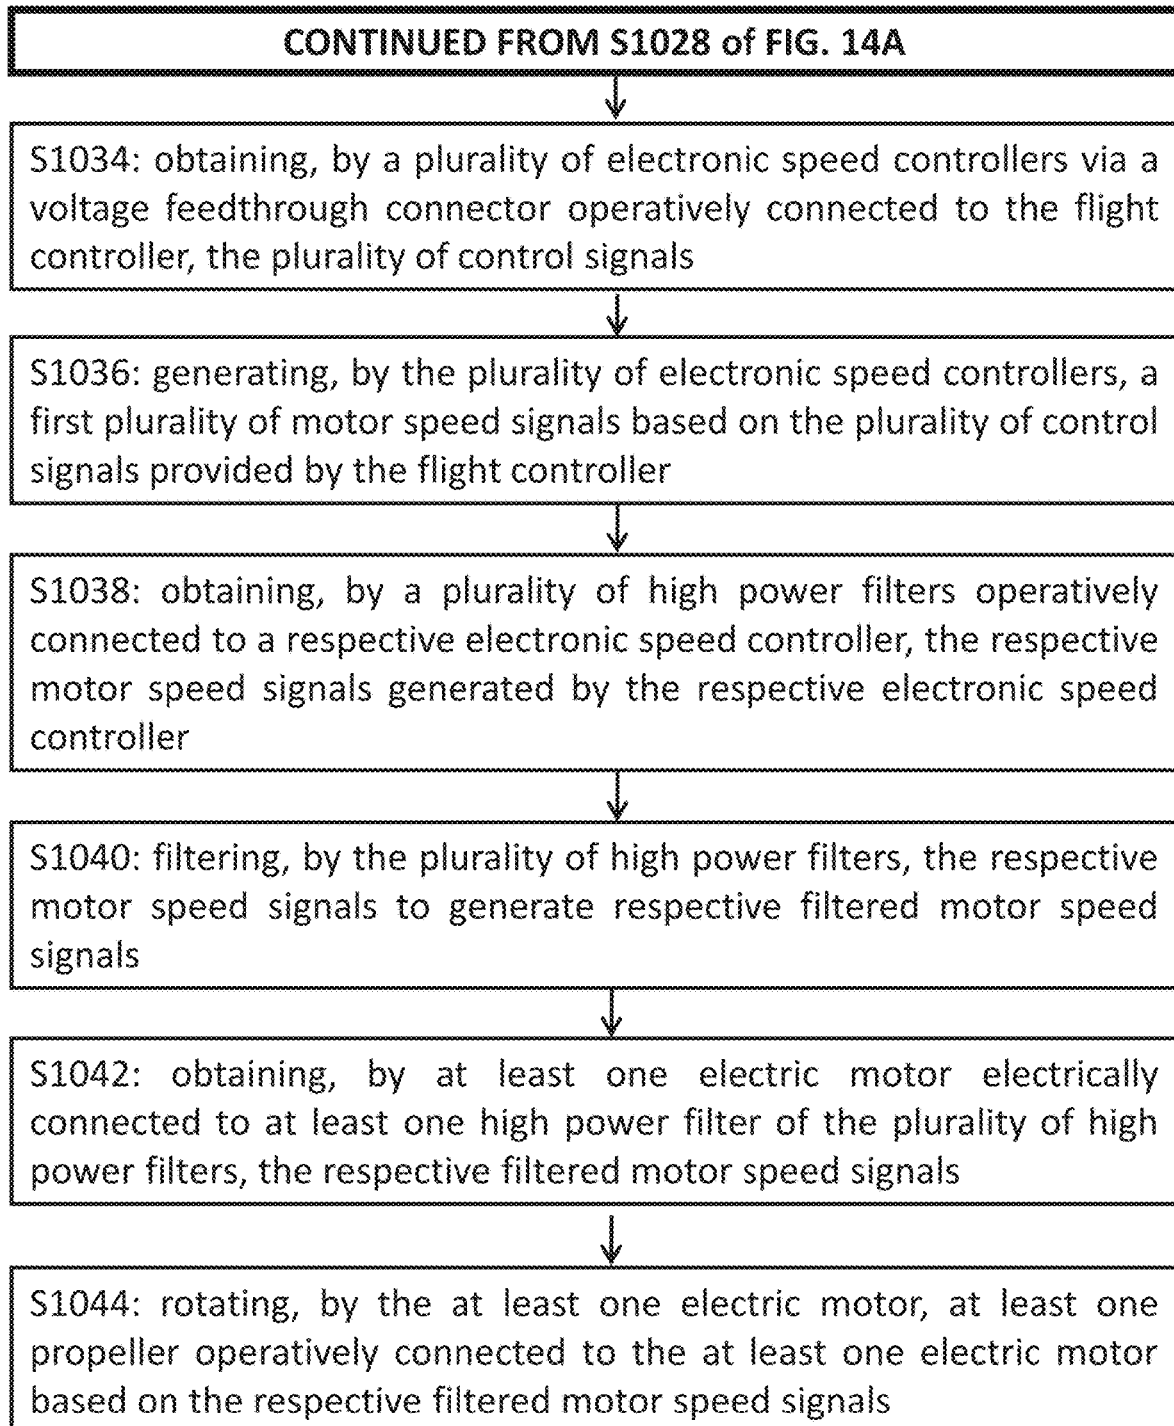 CONTINUED FROM S1028 of FIG. 14A
S1034: obtaining, by a plurality of electronic speed controllers via a
voltage feedthrough connector operatively connected to the flight
controller, the plurality of control signals
S1036: generating, by the plurality of electronic speed controllers, a
first plurality of motor speed signals based on the plurality of control
signals provided by the flight controller
S1038: obtaining, by a plurality of high power filters operatively
connected to a respective electronic speed controller, the respective
motor speed signals generated by the respective electronic speed
controller
S1040: filtering, by the plurality of high power filters, the respective
motor speed signals to generate respective filtered motor speed
signals
S1042: obtaining, by at least one electric motor electrically
connected to at least one high power filter of the plurality of high
power filters, the respective filtered motor speed signals
S1044: rotating, by the at least one electric motor, at least one
propeller operatively connected to the at least one electric motor
based on the respective filtered motor speed signals